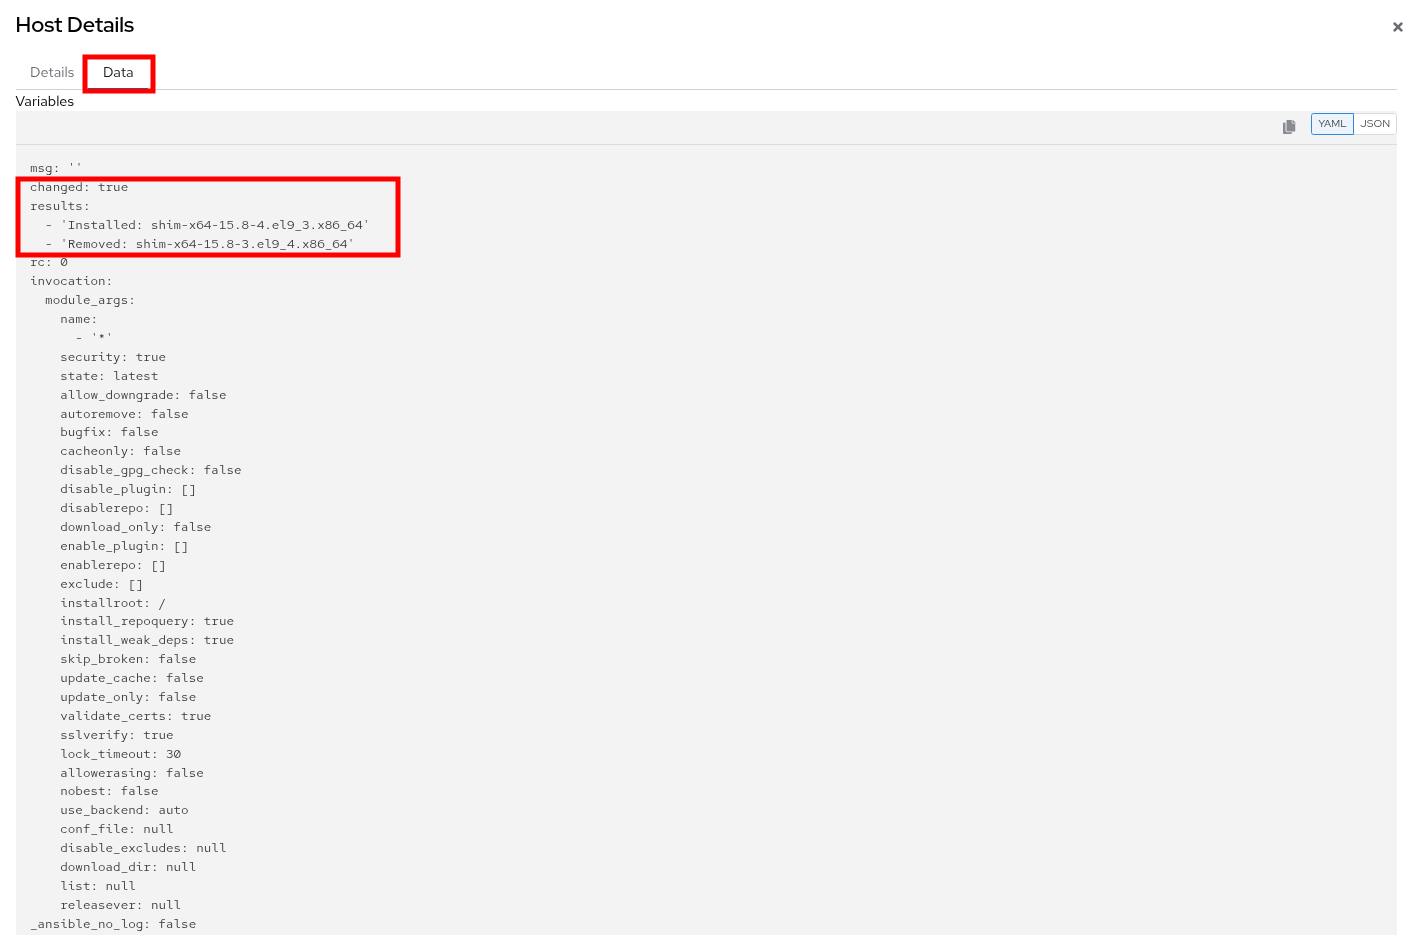 Host Details
Details
Data
Variables
YAML
JSON
msg: ''
changed: true
results:
  - 'Installed: shim-x64-15.8-4.el9_3.x86_64'
  - 'Removed: shim-x64-15.8-3.el9_4.x86_64'
rc: 0
invocation:
  module_args:
    name:
      - '*'
    security: true
    state: latest
    allow_downgrade: false
    autoremove: false
    bugfix: false
    cacheonly: false
    disable_gpg_check: false
    disable_plugin: []
    disablerepo: []
    download_only: false
    enable_plugin: []
    enablerepo: []
    exclude: []
    installroot: /
    install_repoquery: true
    install_weak_deps: true
    skip_broken: false
    update_cache: false
    update_only: false
    validate_certs: true
    sslverify: true
    lock_timeout: 30
    allowerasing: false
    nobest: false
    use_backend: auto
    conf_file: null
    disable_excludes: null
    download_dir: null
    list: null
    releasever: null
_ansible_no_log: false